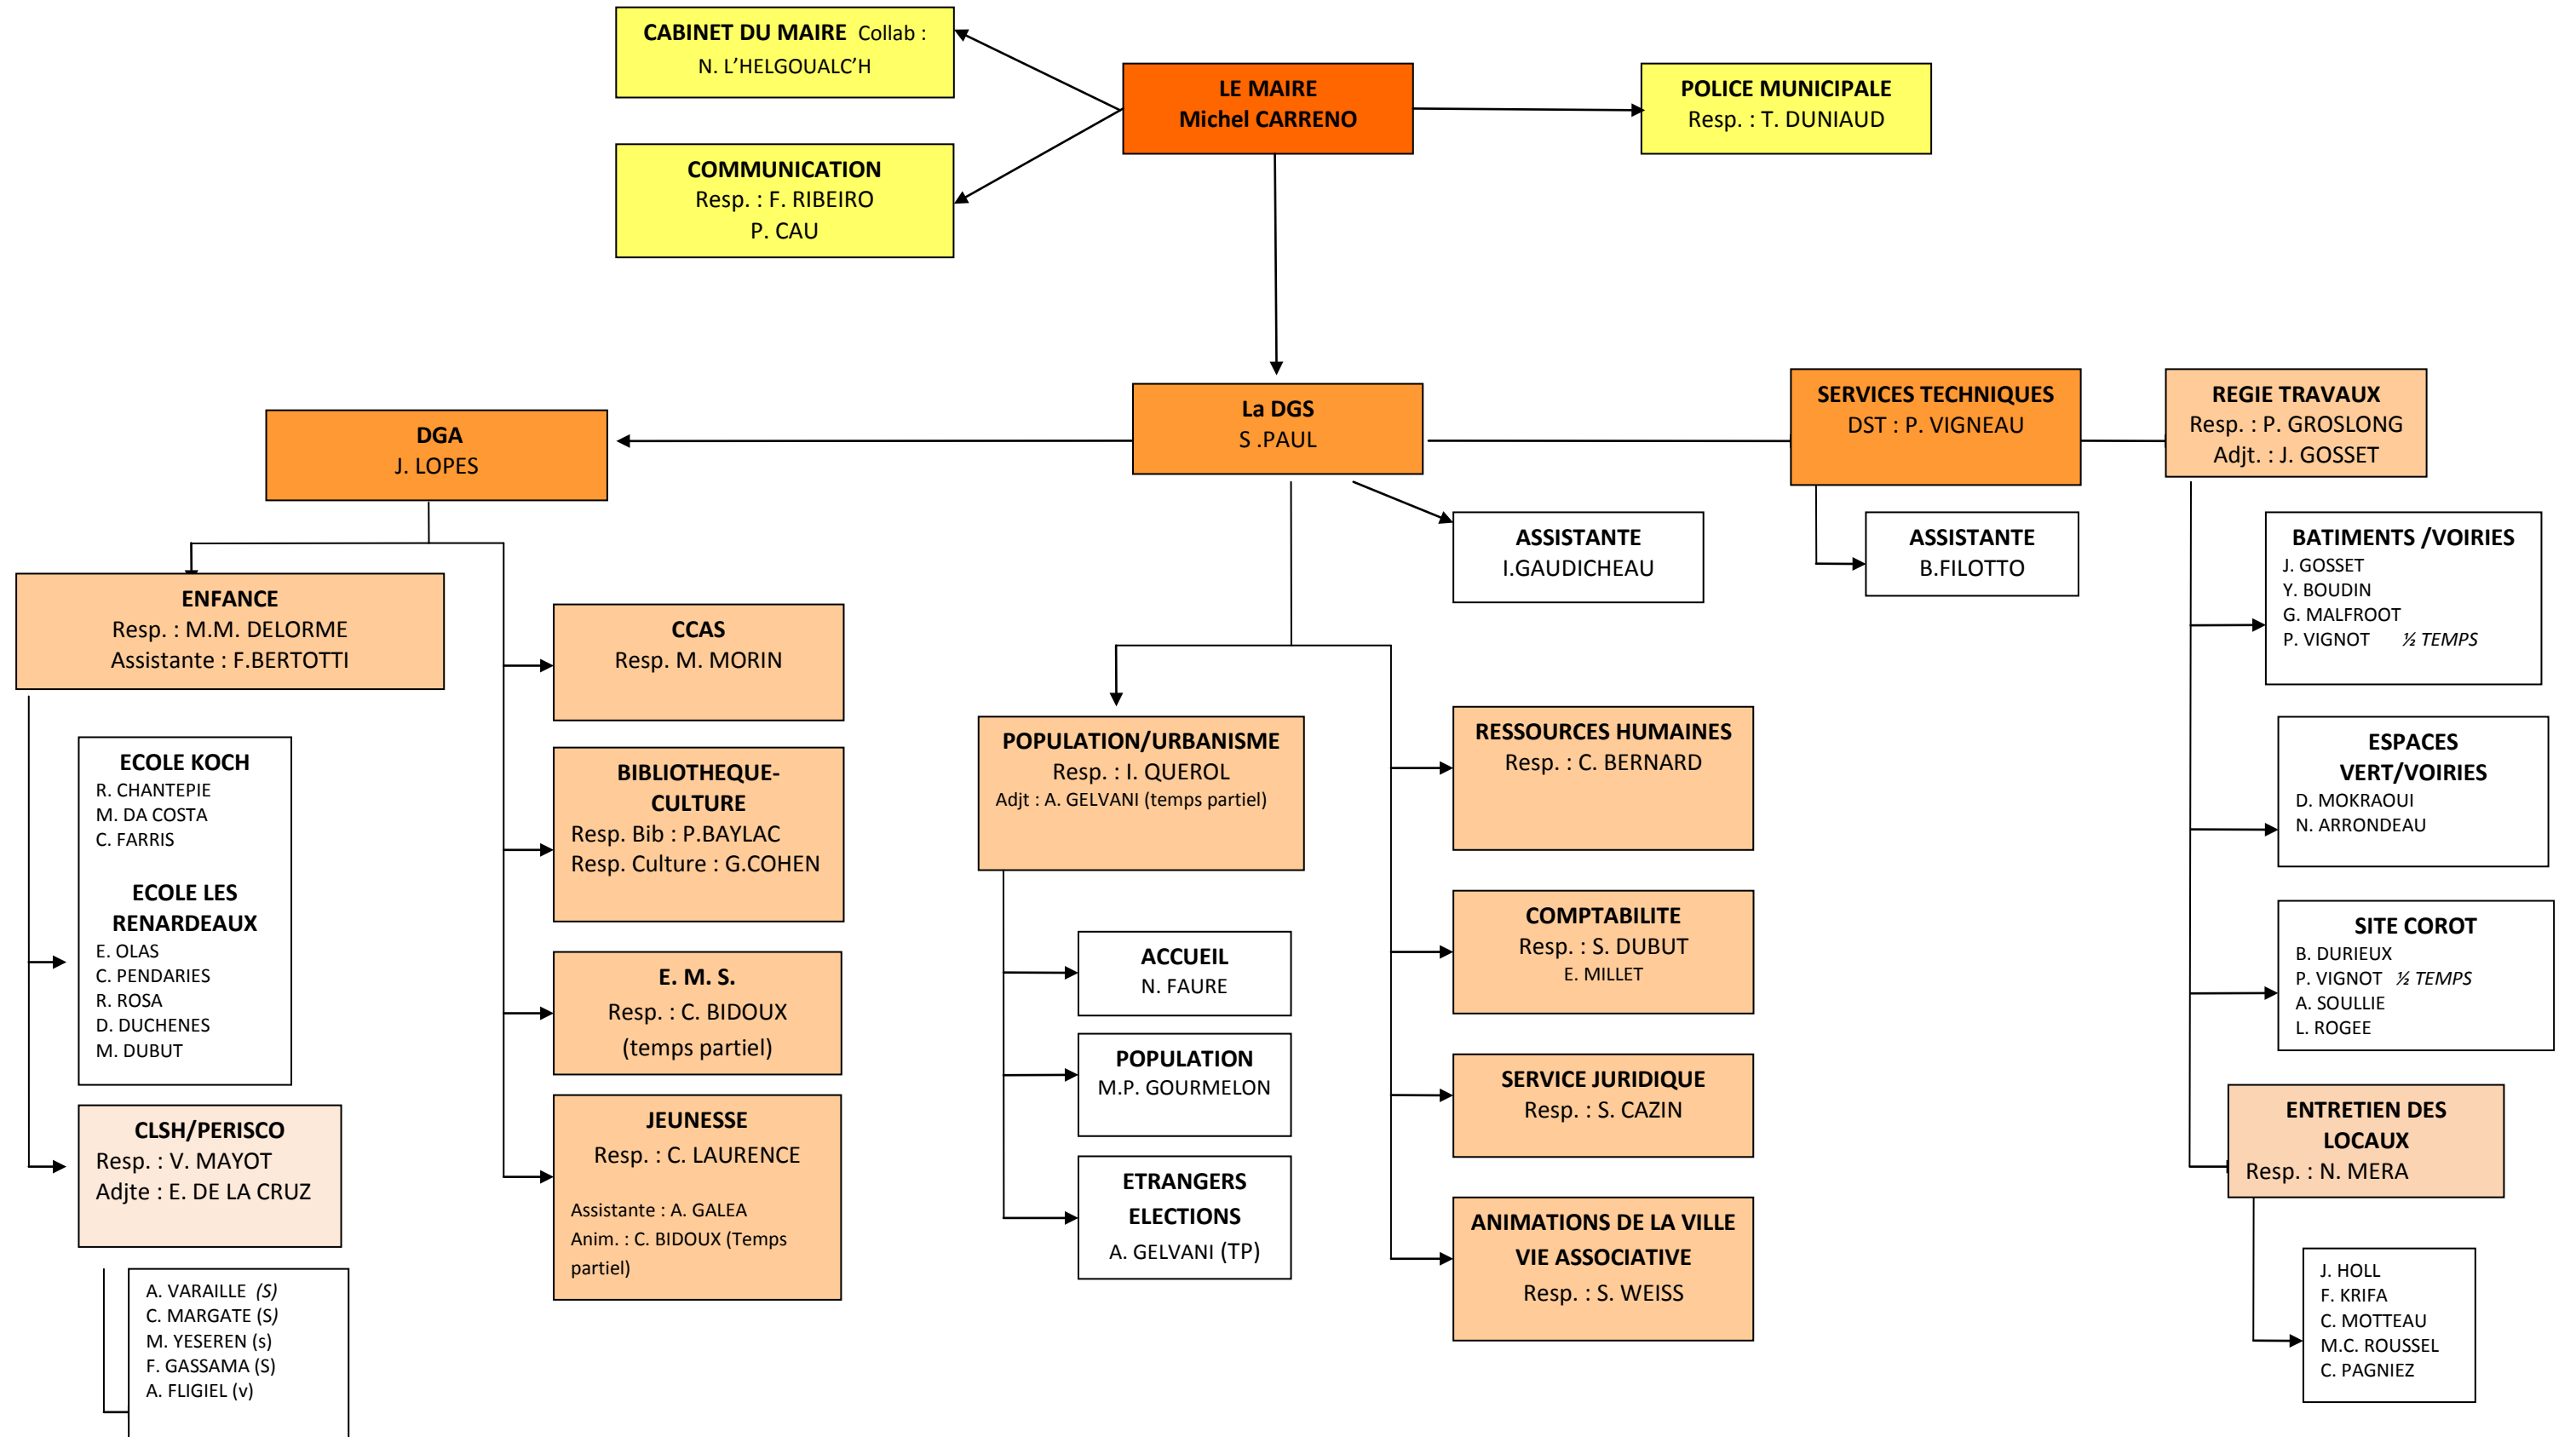 CABINET DU MAIRE Collab :
N. L’HELGOUALC’H
LE MAIRE
Michel CARRENO
POLICE MUNICIPALE
Resp. : T. DUNIAUD
COMMUNICATION
Resp. : F. RIBEIRO
P. CAU
DGA
J. LOPES
La DGS
S .PAUL
SERVICES TECHNIQUES
DST : P. VIGNEAU
REGIE TRAVAUX
Resp. : P. GROSLONG
Adjt. : J. GOSSET
ASSISTANTE
I.GAUDICHEAU
ASSISTANTE
B.FILOTTO
ENFANCE
Resp. : M.M. DELORME
Assistante : F.BERTOTTI
ECOLE KOCH
R. CHANTEPIE
M. DA COSTA
C. FARRIS
ECOLE LES
RENARDEAUX
E. OLAS
C. PENDARIES
R. ROSA
D. DUCHENES
M. DUBUT
CLSH/PERISCO
Resp. : V. MAYOT
Adjte : E. DE LA CRUZ
A. VARAILLE (S)
C. MARGATE (S)
M. YESEREN (s)
F. GASSAMA (S)
A. FLIGIEL (v)
CCAS
Resp. M. MORIN
BIBLIOTHEQUE-
CULTURE
Resp. Bib : P.BAYLAC
Resp. Culture : G.COHEN
E. M. S.
Resp. : C. BIDOUX
(temps partiel)
JEUNESSE
Resp. : C. LAURENCE
Assistante : A. GALEA
Anim. : C. BIDOUX (Temps
partiel)
POPULATION/URBANISME
Resp. : I. QUEROL
Adjt : A. GELVANI (temps partiel)
ACCUEIL
N. FAURE
POPULATION
M.P. GOURMELON
ETRANGERS
ELECTIONS
A. GELVANI (TP)
RESSOURCES HUMAINES
Resp. : C. BERNARD
COMPTABILITE
Resp. : S. DUBUT
E. MILLET
SERVICE JURIDIQUE
Resp. : S. CAZIN
ANIMATIONS DE LA VILLE
VIE ASSOCIATIVE
Resp. : S. WEISS
BATIMENTS /VOIRIES
J. GOSSET
Y. BOUDIN
G. MALFROOT
P. VIGNOT ½ TEMPS
ESPACES
VERT/VOIRIES
D. MOKRAOUI
N. ARRONDEAU
SITE COROT
B. DURIEUX
P. VIGNOT ½ TEMPS
A. SOULLIE
L. ROGEE
ENTRETIEN DES
LOCAUX
Resp. : N. MERA
J. HOLL
F. KRIFA
C. MOTTEAU
M.C. ROUSSEL
C. PAGNIEZ